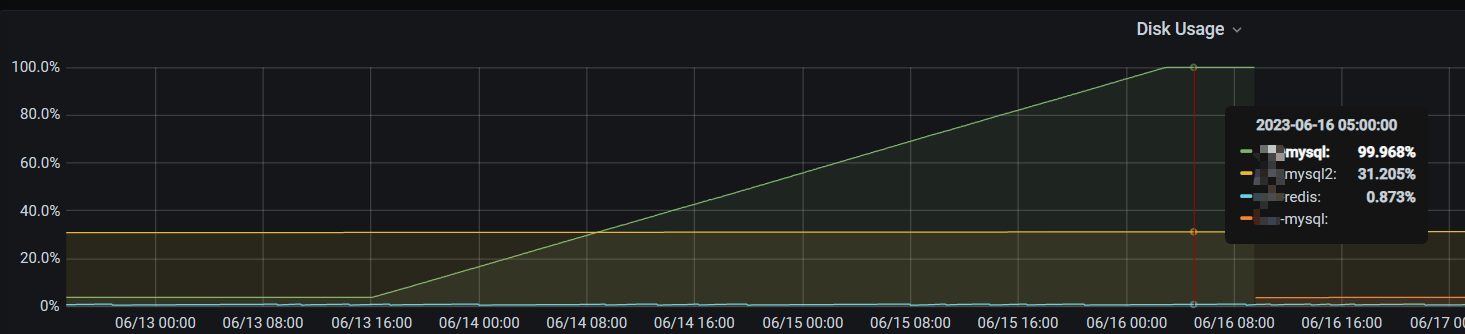 Disk Usage
100.0%
80.0%
60.0%
40.0%
20.0%
0%
2023-06-16 05:00:00
mysql: 99.968%
mysql2: 31.205%
redis: 0.873%
-mysql:
06/13 00:00 06/13 08:00 06/13 16:00 06/14 00:00 06/14 08:00 06/14 16:00 06/15 00:00 06/15 08:00 06/15 16:00 06/16 00:00 06/16 08:00 06/16 16:00 06/17 0